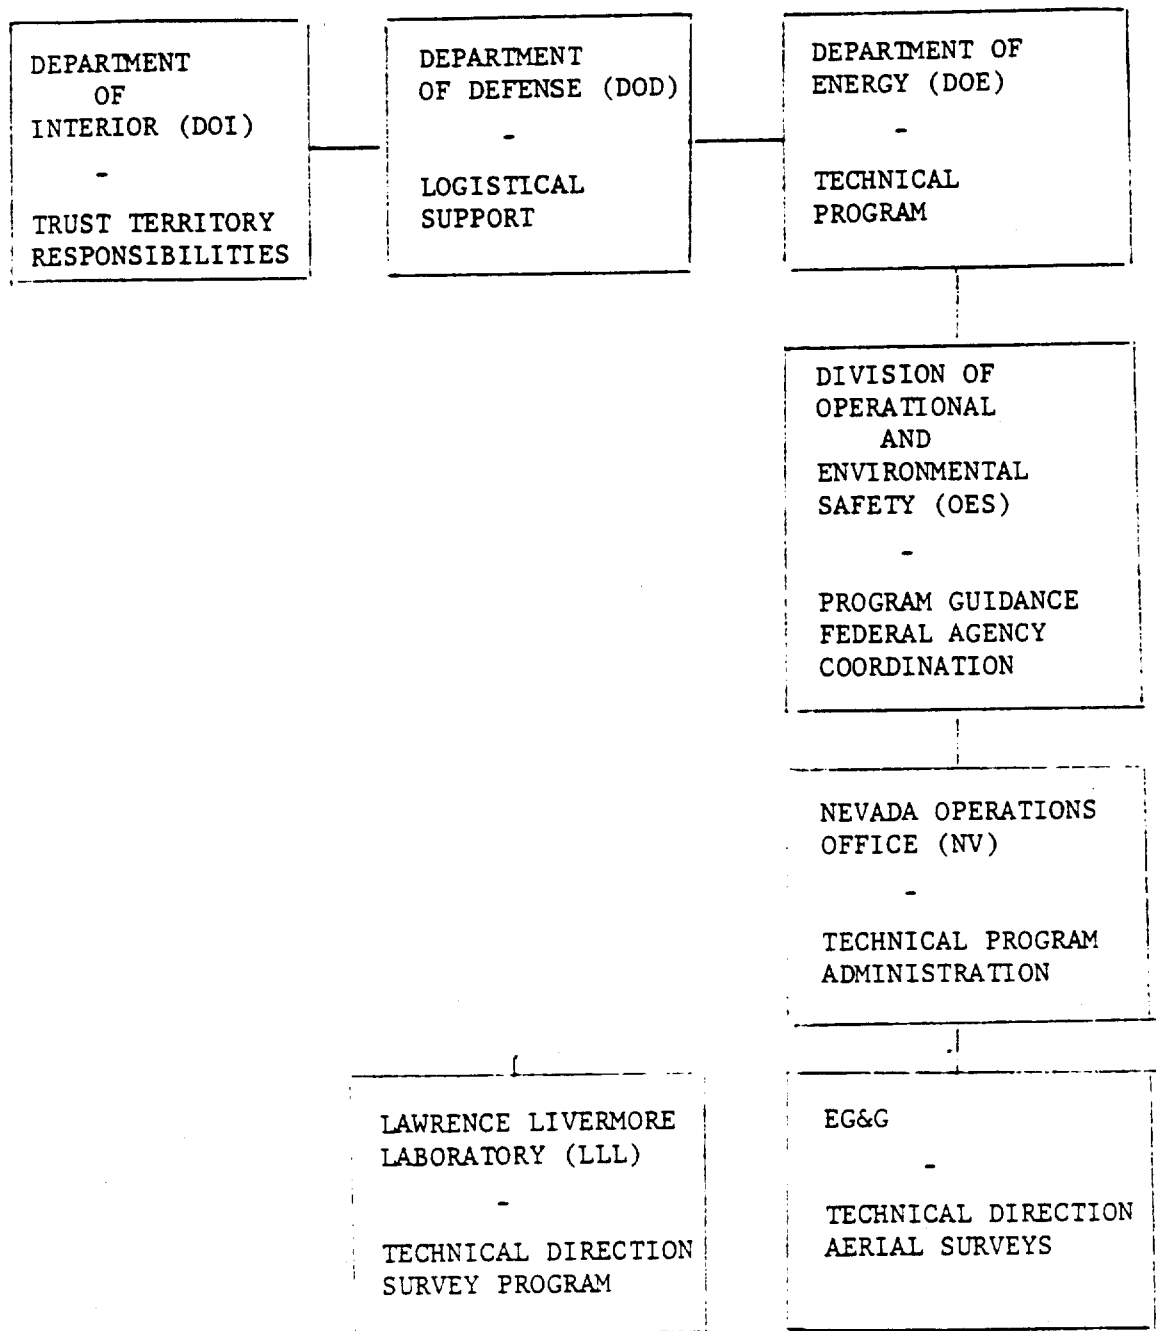 DEPARTMENT
OF
INTERIOR (DOI)
-
TRUST TERRITORY
RESPONSIBILITIES
DEPARTMENT
OF DEFENSE (DOD)
-
LOGISTICAL
SUPPORT
DEPARTMENT OF
ENERGY (DOE)
-
TECHNICAL
PROGRAM
DIVISION OF
OPERATIONAL
AND
ENVIRONMENTAL
SAFETY (OES)
-
PROGRAM GUIDANCE
FEDERAL AGENCY
COORDINATION
NEVADA OPERATIONS
OFFICE (NV)
-
TECHNICAL PROGRAM
ADMINISTRATION
LAWRENCE LIVERMORE
LABORATORY (LLL)
-
TECHNICAL DIRECTION
SURVEY PROGRAM
EG&G
-
TECHNICAL DIRECTION
AERIAL SURVEYS